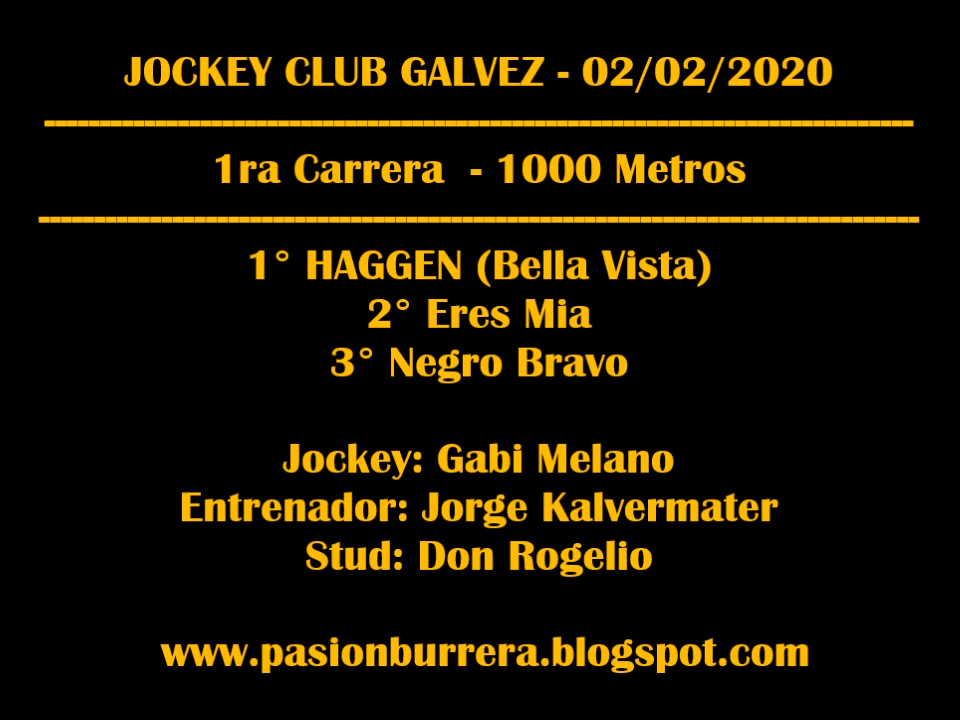 JOCKEY CLUB GALVEZ - 02/02/2020
--------------------------------------------------------------------------------
1ra Carrera - 1000 Metros
---------------------------------------------------------------------------------
1° HAGGEN (Bella Vista)
2° Eres Mia
3° Negro Bravo
Jockey: Gabi Melano
Entrenador: Jorge Kalvermater
Stud: Don Rogelio
www.pasionburrera.blogspot.com